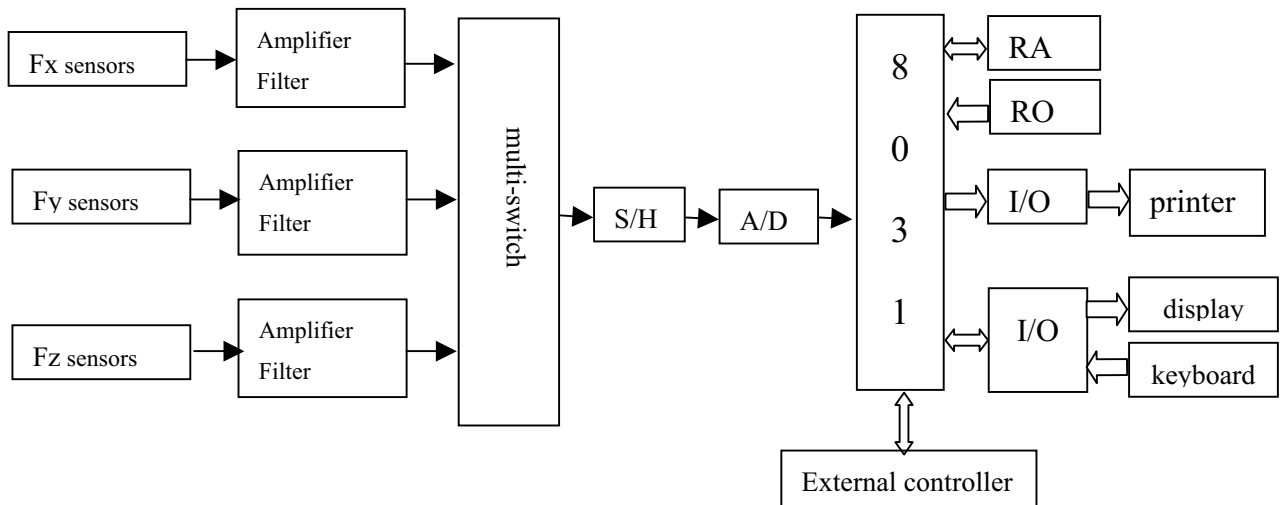 Fx sensors
Amplifier
Filter
Fy sensors
Amplifier
Filter
Fz sensors
Amplifier
Filter
multi-switch
S/H
A/D
8
0
3
1
RA
RO
I/O
printer
I/O
display
keyboard
External controller